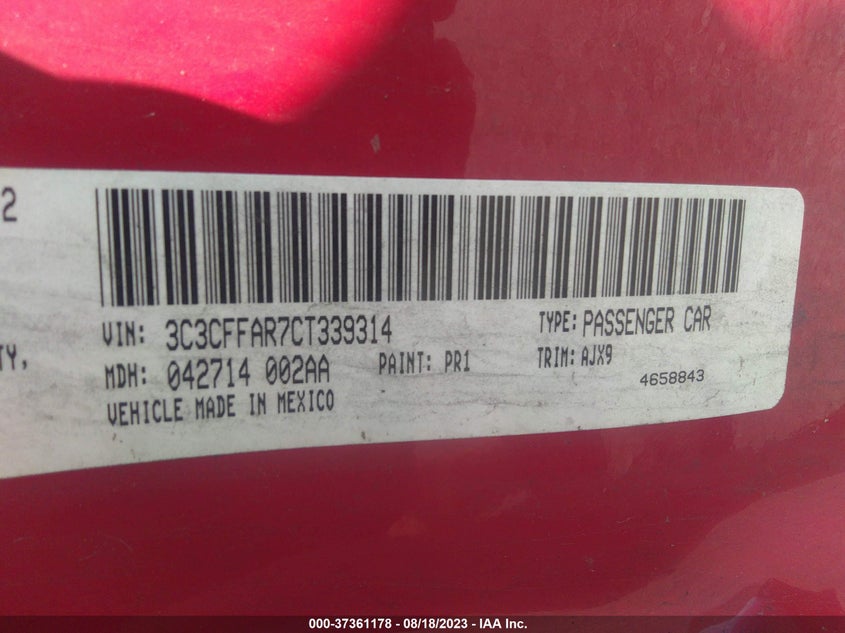 2
VIN: 3C3CFFAR7CT339314 TYPE: PASSENGER CAR
TY,
MDH: 042714 002AA PAINT: PR1 TRIM: AJX9
4658843
VEHICLE MADE IN MEXICO
000-37361178 - 08/18/2023 - IAA Inc.